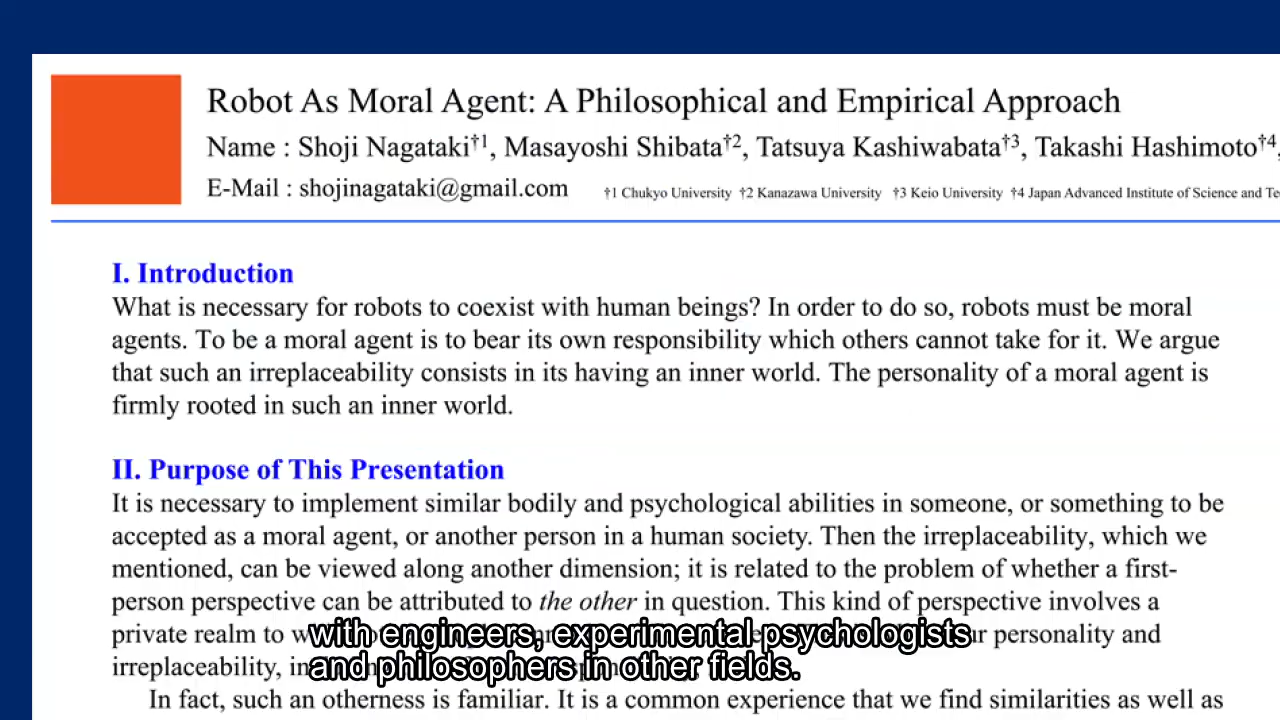 Robot As Moral Agent: A Philosophical and Empirical Approach
Name : Shoji Nagataki†1, Masayoshi Shibata†2, Tatsuya Kashiwabata†3, Takashi Hashimoto†4,
E-Mail : shojinagataki@gmail.com †1 Chukyo University †2 Kanazawa University †3 Keio University †4 Japan Advanced Institute of Science and
I. Introduction
What is necessary for robots to coexist with human beings? In order to do so, robots must be moral
agents. To be a moral agent is to bear its own responsibility which others cannot take for it. We argue
that such an irreplaceability consists in its having an inner world. The personality of a moral agent is
firmly rooted in such an inner world.
II. Purpose of This Presentation
It is necessary to implement similar bodily and psychological abilities in someone, or something to be
accepted as a moral agent, or another person in a human society. Then the irreplaceability, which we
mentioned, can be viewed along another dimension; it is related to the problem of whether a first-
person perspective can be attributed to the other in question. This kind of perspective involves a
private realm to personality and
irreplaceability,
with engineers, experimental psychologists
and philosophers in other fields.
In fact, such an otherness is familiar. It is a common experience that we find similarities as well as